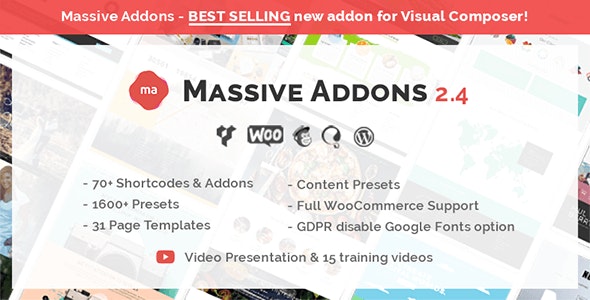 Massive Addons - BEST SELLING new addon for Visual Composer!
ma
MASSIVE ADDONS 2.4
WOO
- 70+ Shortcodes & Addons
- 1600+ Presets
- 31 Page Templates
- Content Presets
- Full WooCommerce Support
- GDPR disable Google Fonts option
Video Presentation & 15 training videos